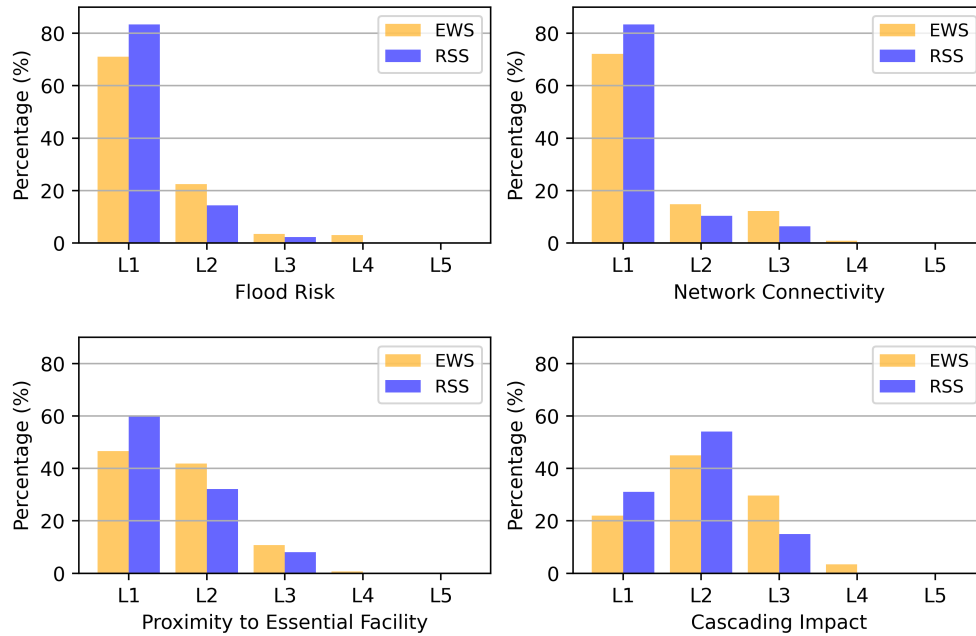 Percentage (%)
80
60
40
20
0
EWS
RSS
L1 L2 L3 L4 L5
Flood Risk
Percentage (%)
80
60
40
20
0
EWS
RSS
L1 L2 L3 L4 L5
Network Connectivity
Percentage (%)
80
60
40
20
0
EWS
RSS
L1 L2 L3 L4 L5
Proximity to Essential Facility
Percentage (%)
80
60
40
20
0
EWS
RSS
L1 L2 L3 L4 L5
Cascading Impact